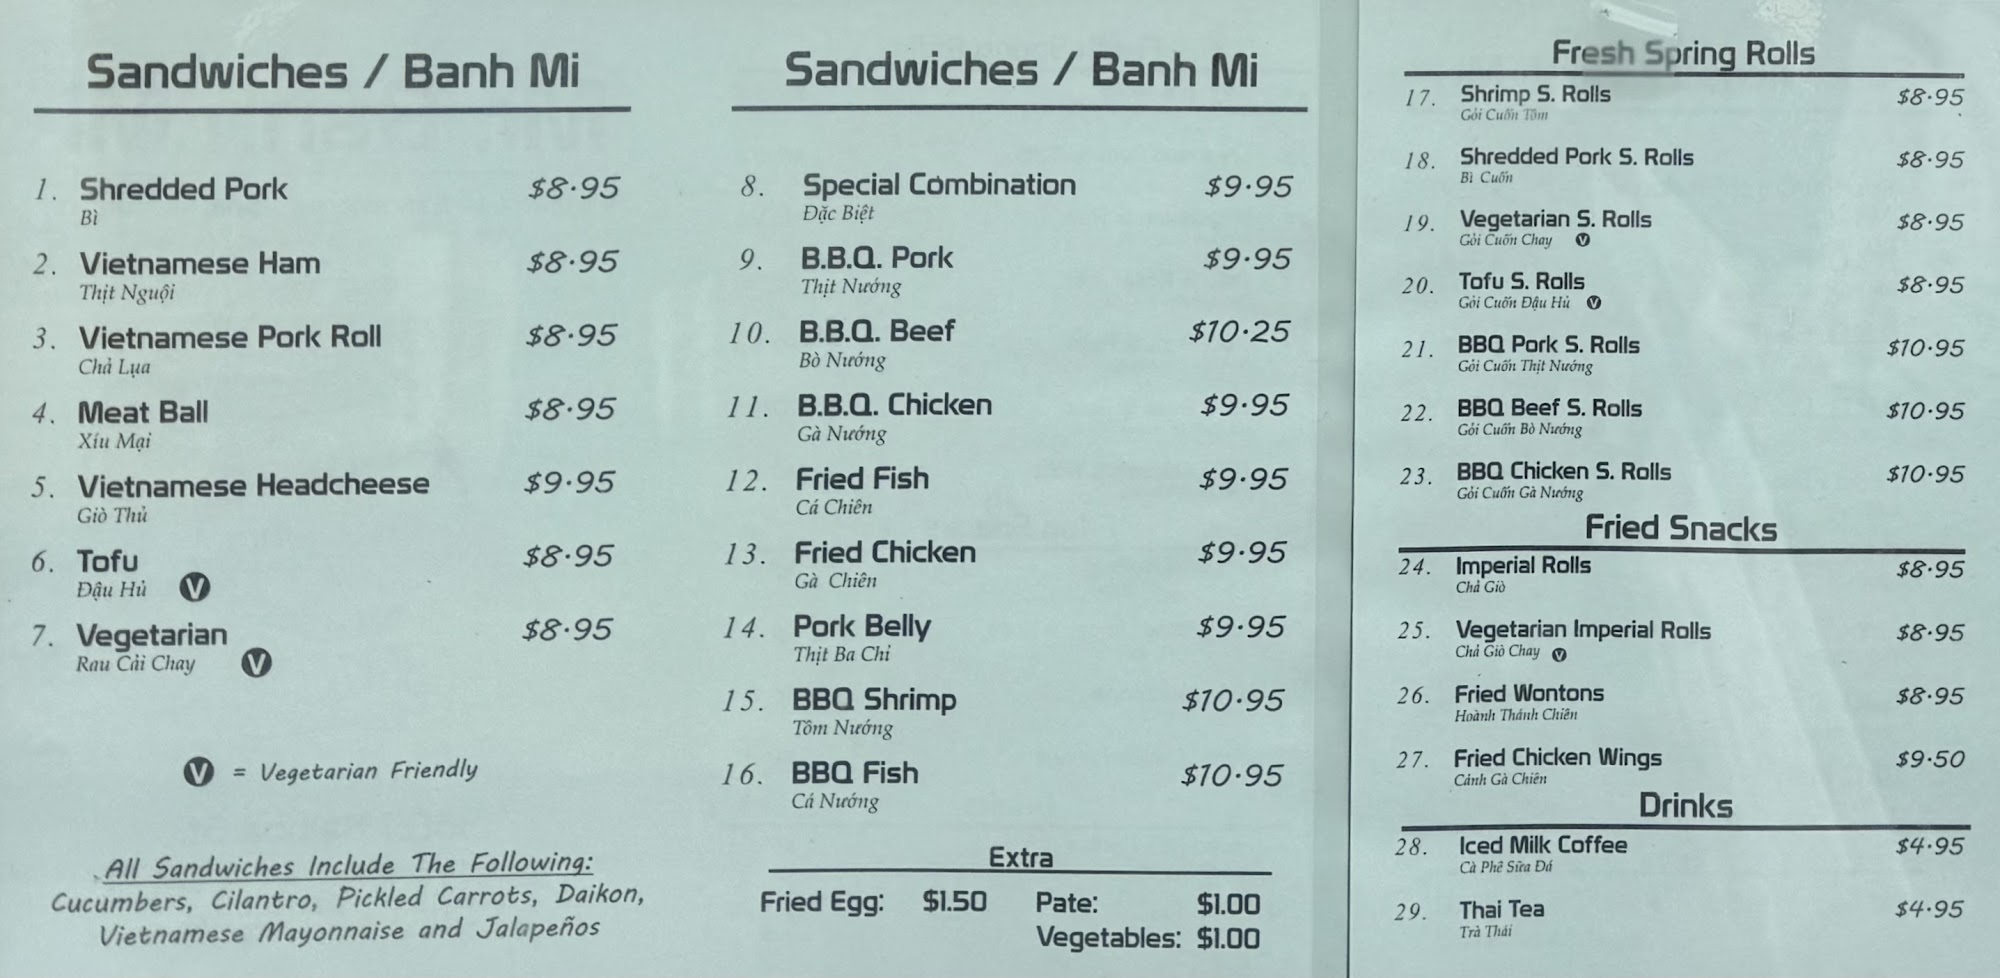 Sandwiches / Banh Mi
1. Shredded Pork $8.95
Bì
2. Vietnamese Ham $8.95
Thịt Nguội
3. Vietnamese Pork Roll $8.95
Chả Lụa
4. Meat Ball $8.95
Xíu Mại
5. Vietnamese Headcheese $9.95
Giò Thủ
6. Tofu $8.95
Đậu Hủ V
7. Vegetarian $8.95
Rau Cải Chay V
V = Vegetarian Friendly
All Sandwiches Include The Following:
Cucumbers, Cilantro, Pickled Carrots, Daikon,
Vietnamese Mayonnaise and Jalapeños
Sandwiches / Banh Mi
8. Special Combination $9.95
Đặc Biệt
9. B.B.Q. Pork $9.95
Thịt Nướng
10. B.B.Q. Beef $10.25
Bò Nướng
11. B.B.Q. Chicken $9.95
Gà Nướng
12. Fried Fish $9.95
Cá Chiên
13. Fried Chicken $9.95
Gà Chiên
14. Pork Belly $9.95
Thịt Ba Chỉ
15. BBQ Shrimp $10.95
Tôm Nướng
16. BBQ Fish $10.95
Cá Nướng
Extra
Fried Egg: $1.50 Pate: $1.00
Vegetables: $1.00
Fresh Spring Rolls
17. Shrimp S. Rolls $8.95
Gỏi Cuốn Tôm
18. Shredded Pork S. Rolls $8.95
Bì Cuốn
19. Vegetarian S. Rolls $8.95
Gỏi Cuốn Chay V
20. Tofu S. Rolls $8.95
Gỏi Cuốn Đậu Hủ V
21. BBQ Pork S. Rolls $10.95
Gỏi Cuốn Thịt Nướng
22. BBQ Beef S. Rolls $10.95
Gỏi Cuốn Bò Nướng
23. BBQ Chicken S. Rolls $10.95
Gỏi Cuốn Gà Nướng
Fried Snacks
24. Imperial Rolls $8.95
Chả Giò
25. Vegetarian Imperial Rolls $8.95
Chả Giò Chay V
26. Fried Wontons $8.95
Hoành Thánh Chiên
27. Fried Chicken Wings $9.50
Cánh Gà Chiên
Drinks
28. Iced Milk Coffee $4.95
Cà Phê Sữa Đá
29. Thai Tea $4.95
Trà Thái